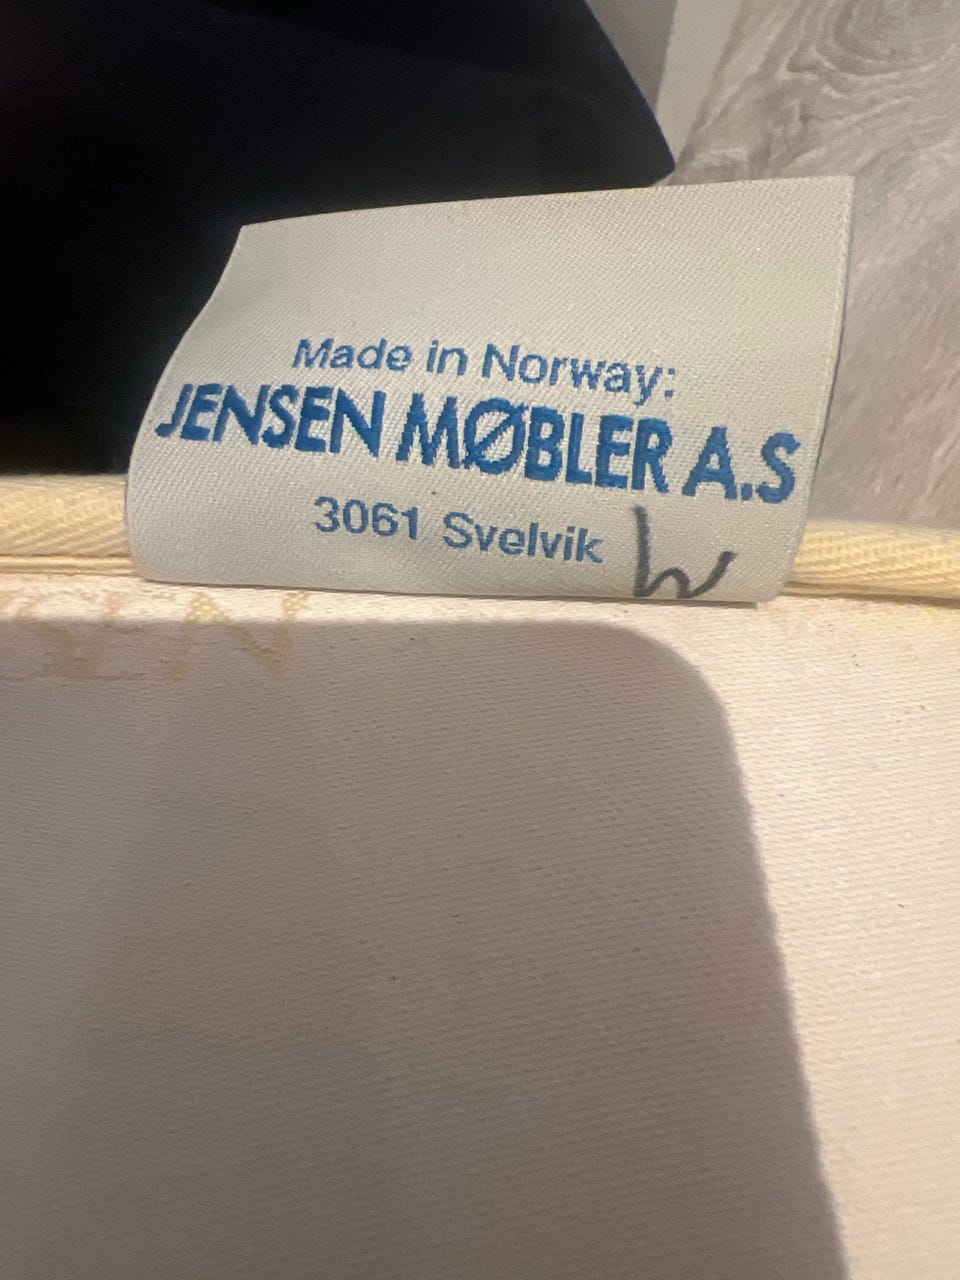 Made in Norway:
JENSEN MØBLER A.S
3061 Svelvik